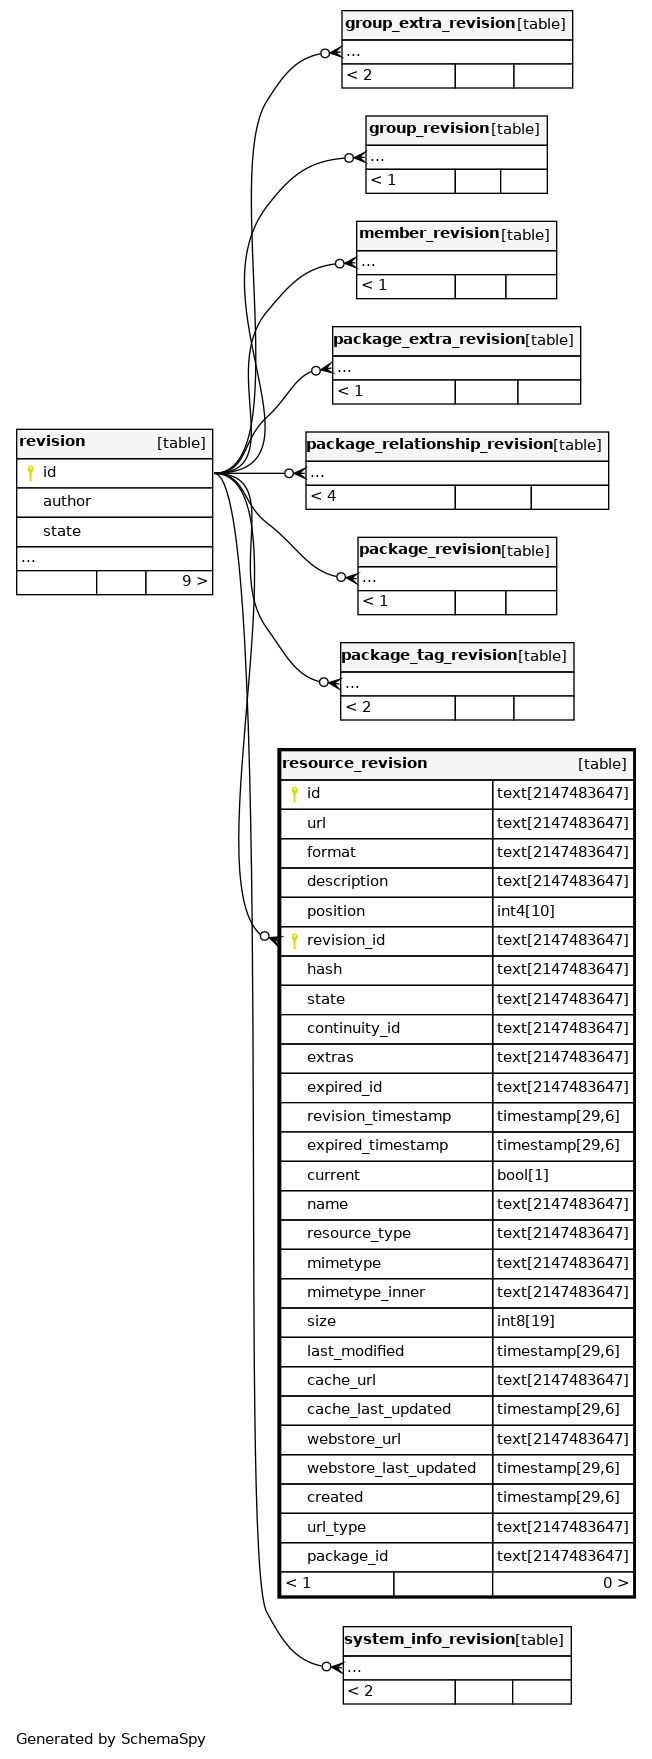 group_extra_revision [table]
...
< 2
group_revision [table]
...
< 1
member_revision [table]
...
< 1
package_extra_revision [table]
...
< 1
revision [table]
id
author
state
...
9 >
package_relationship_revision [table]
...
< 4
package_revision [table]
...
< 1
package_tag_revision [table]
...
< 2
resource_revision [table]
id text[2147483647]
url text[2147483647]
format text[2147483647]
description text[2147483647]
position int4[10]
revision_id text[2147483647]
hash text[2147483647]
state text[2147483647]
continuity_id text[2147483647]
extras text[2147483647]
expired_id text[2147483647]
revision_timestamp timestamp[29,6]
expired_timestamp timestamp[29,6]
current bool[1]
name text[2147483647]
resource_type text[2147483647]
mimetype text[2147483647]
mimetype_inner text[2147483647]
size int8[19]
last_modified timestamp[29,6]
cache_url text[2147483647]
cache_last_updated timestamp[29,6]
webstore_url text[2147483647]
webstore_last_updated timestamp[29,6]
created timestamp[29,6]
url_type text[2147483647]
package_id text[2147483647]
< 1 0 >
system_info_revision [table]
...
< 2
Generated by SchemaSpy